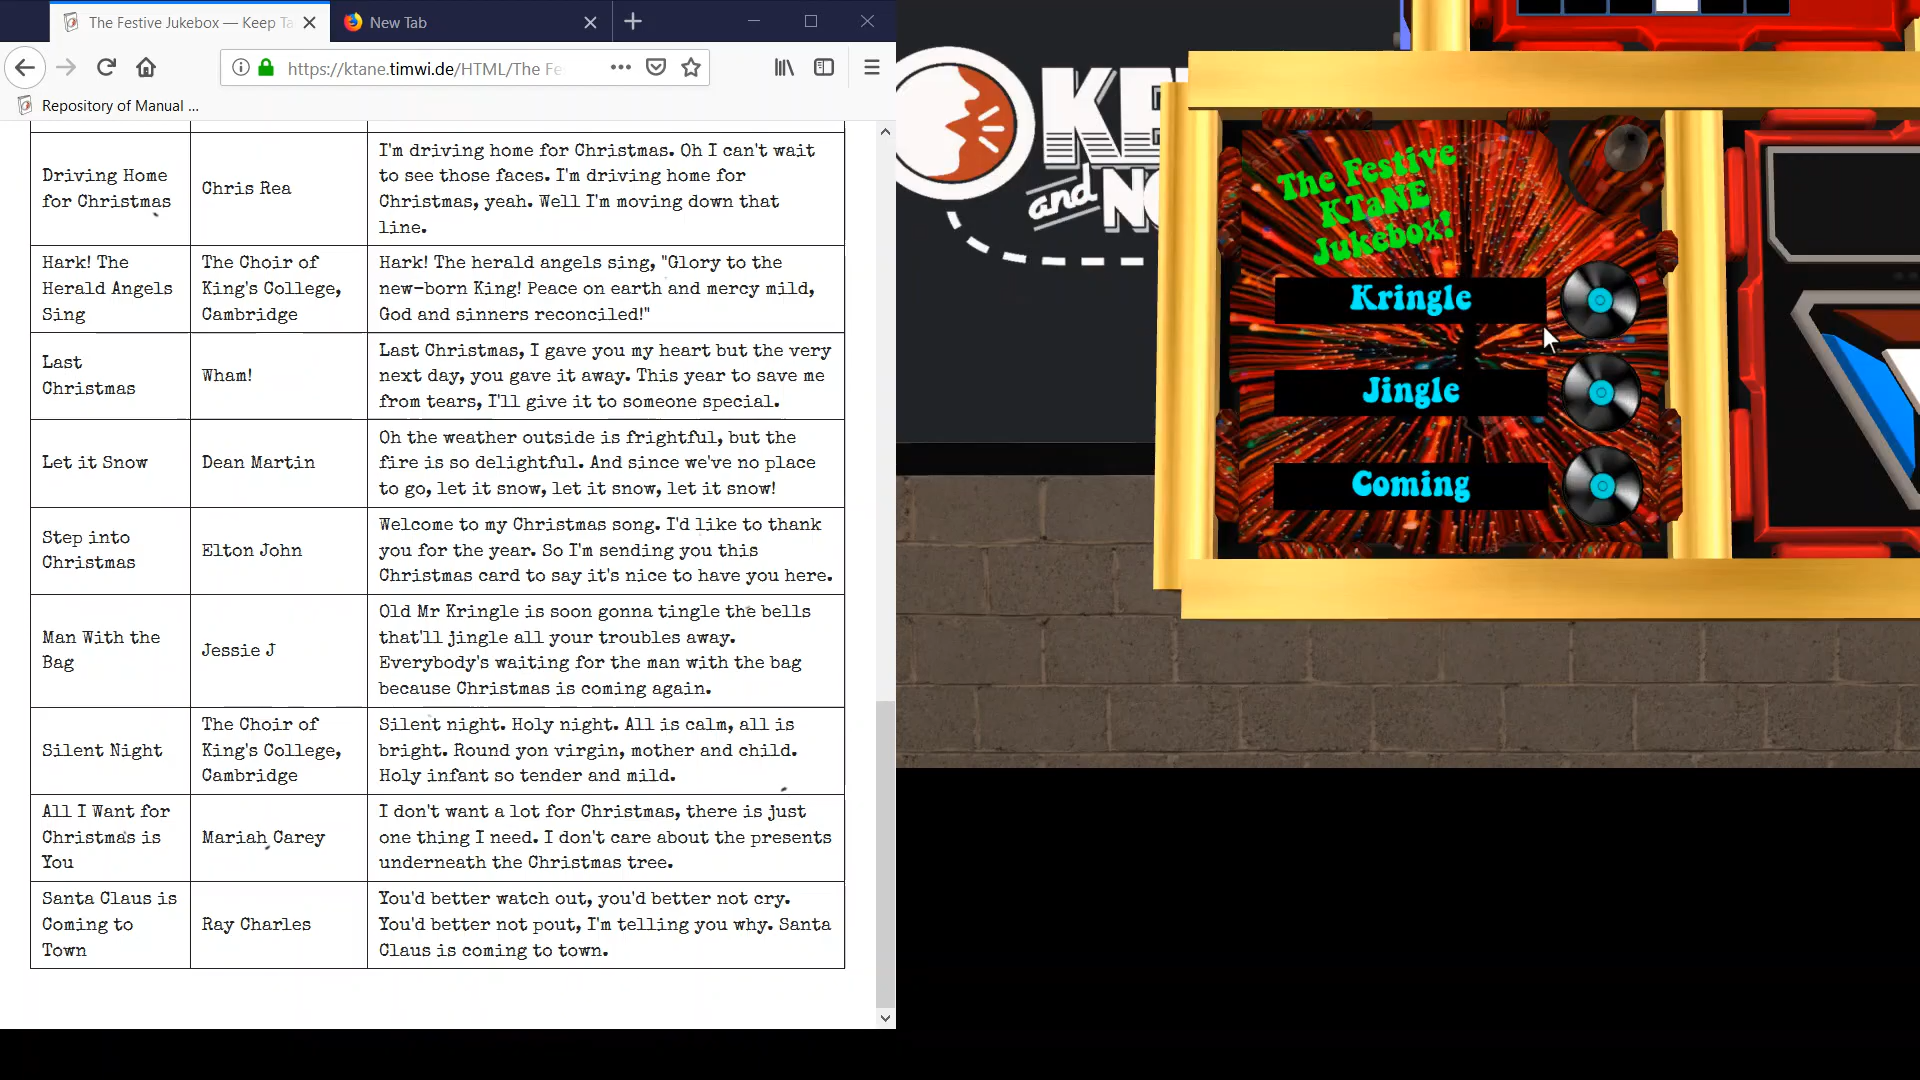 The Festive Jukebox — Keep Ta
New Tab
https://ktane.timwi.de/HTML/The Fe
Repository of Manual ...
Driving Home
for Christmas
Chris Rea
I'm driving home for Christmas. Oh I can't wait
to see those faces. I'm driving home for
Christmas, yeah. Well I'm moving down that
line.
Hark! The
Herald Angels
Sing
The Choir of
King's College,
Cambridge
Hark! The herald angels sing, "Glory to the
new-born King! Peace on earth and mercy mild,
God and sinners reconciled!"
Last
Christmas
Wham!
Last Christmas, I gave you my heart but the very
next day, you gave it away. This year to save me
from tears, I'll give it to someone special.
Let it Snow
Dean Martin
Oh the weather outside is frightful, but the
fire is so delightful. And since we've no place
to go, let it snow, let it snow, let it snow!
Step into
Christmas
Elton John
Welcome to my Christmas song. I'd like to thank
you for the year. So I'm sending you this
Christmas card to say it's nice to have you here.
Man With the
Bag
Jessie J
Old Mr Kringle is soon gonna tingle the bells
that'll jingle all your troubles away.
Everybody's waiting for the man with the bag
because Christmas is coming again.
Silent Night
The Choir of
King's College,
Cambridge
Silent night. Holy night. All is calm, all is
bright. Round yon virgin, mother and child.
Holy infant so tender and mild.
All I Want for
Christmas is
You
Mariah Carey
I don't want a lot for Christmas, there is just
one thing I need. I don't care about the presents
underneath the Christmas tree.
Santa Claus is
Coming to
Town
Ray Charles
You'd better watch out, you'd better not cry.
You'd better not pout, I'm telling you why. Santa
Claus is coming to town.
KE
and NO
The Festive
KTaNE
Jukebox!
Kringle
Jingle
Coming